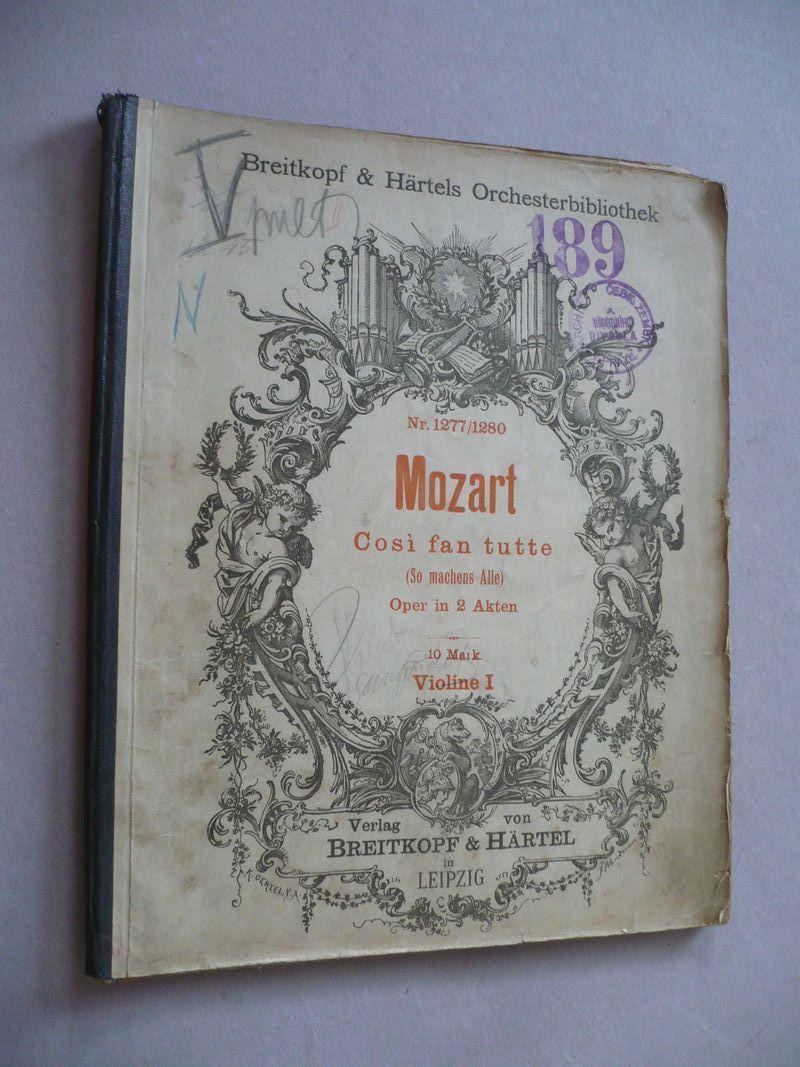 Breitkopf & Härtels Orchesterbibliothek
V
189
N
Nr. 1277/1280
Mozart
Così fan tutte
(So machens Alle)
Oper in 2 Akten
10 Mark.
Violine I
Verlag von
BREITKOPF & HÄRTEL
in
LEIPZIG